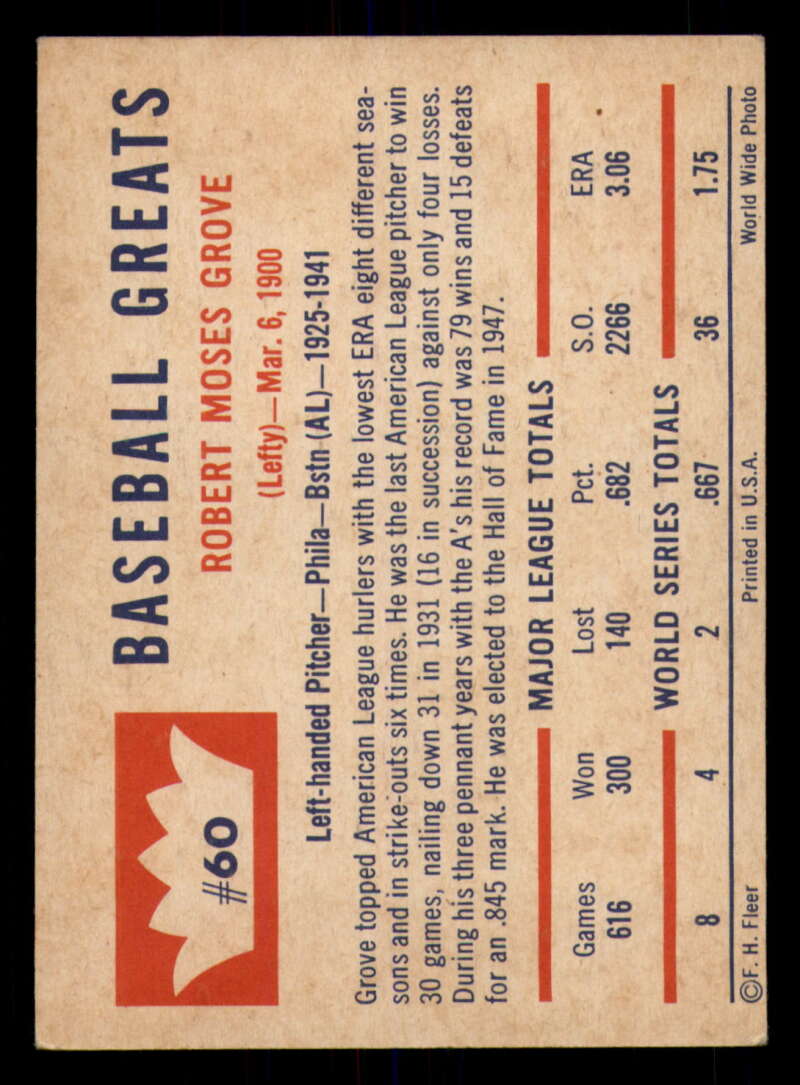 #60
BASEBALL GREATS
ROBERT MOSES GROVE
(Lefty)—Mar. 6, 1900
Left-handed Pitcher—Phila—Bstn (AL)—1925-1941
Grove topped American League hurlers with the lowest ERA eight different sea-
sons and in strike-outs six times. He was the last American League pitcher to win
30 games, nailing down 31 in 1931 (16 in succession) against only four losses.
During his three pennant years with the A's his record was 79 wins and 15 defeats
for an .845 mark. He was elected to the Hall of Fame in 1947.
MAJOR LEAGUE TOTALS
Games Won Lost Pct. S.O. ERA
616 300 140 .682 2266 3.06
WORLD SERIES TOTALS
8 4 2 .667 36 1.75
©F. H. Fleer Printed in U.S.A. World Wide Photo